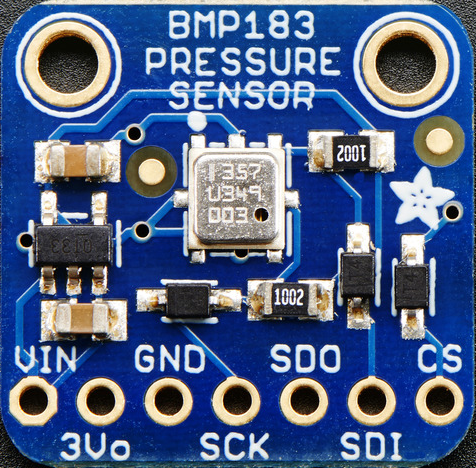 BMP183
PRESSURE
SENSOR
1357
U349
003
1002
1002
VIN GND SDO CS
3Vo SCK SDI